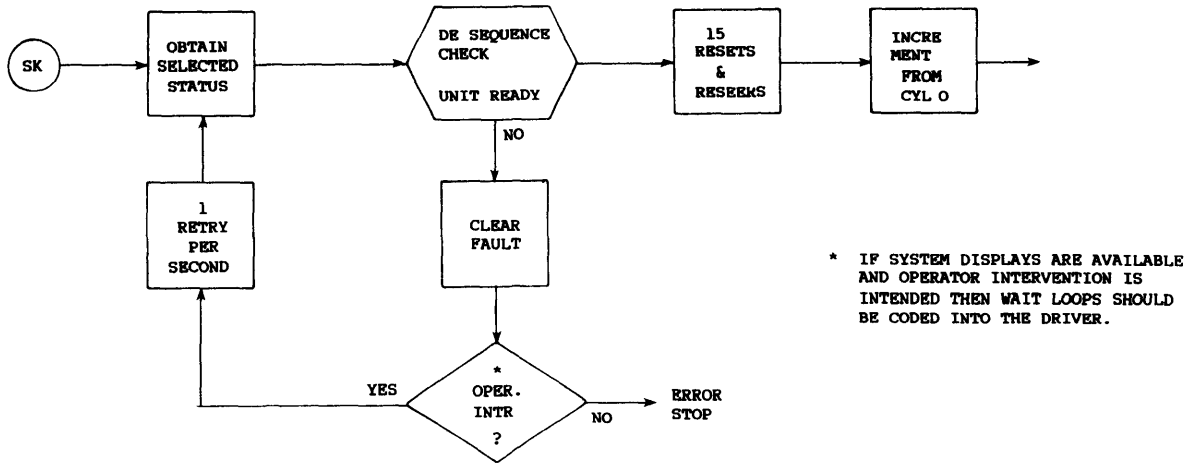 SK
OBTAIN
SELECTED
STATUS
DE SEQUENCE
CHECK
UNIT READY
15
RESETS
&
RESEEKS
INCRE
MENT
FROM
CYL O
NO
1
RETRY
PER
SECOND
CLEAR
FAULT
* IF SYSTEM DISPLAYS ARE AVAILABLE
AND OPERATOR INTERVENTION IS
INTENDED THEN WAIT LOOPS SHOULD
BE CODED INTO THE DRIVER.
YES
*
OPER.
INTR
?
NO
ERROR
STOP